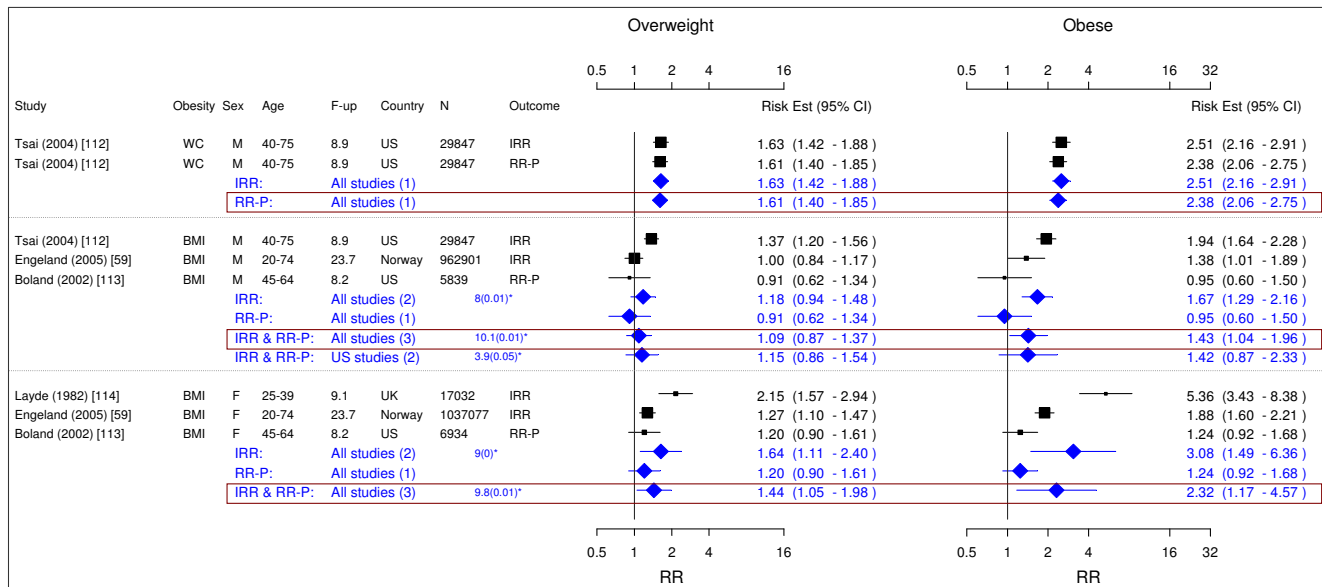 Overweight Obese
0.5 1 2 4 16 0.5 1 2 4 16 32
Study Obesity Sex Age F-up Country N Outcome Risk Est (95% CI) Risk Est (95% CI)
Tsai (2004) [112] WC M 40-75 8.9 US 29847 IRR 1.63 (1.42 - 1.88 ) 2.51 (2.16 - 2.91 )
Tsai (2004) [112] WC M 40-75 8.9 US 29847 RR-P 1.61 (1.40 - 1.85 ) 2.38 (2.06 - 2.75 )
IRR: All studies (1) 1.63 (1.42 - 1.88 ) 2.51 (2.16 - 2.91 )
RR-P: All studies (1) 1.61 (1.40 - 1.85 ) 2.38 (2.06 - 2.75 )
Tsai (2004) [112] BMI M 40-75 8.9 US 29847 IRR 1.37 (1.20 - 1.56 ) 1.94 (1.64 - 2.28 )
Engeland (2005) [59] BMI M 20-74 23.7 Norway 962901 IRR 1.00 (0.84 - 1.17 ) 1.38 (1.01 - 1.89 )
Boland (2002) [113] BMI M 45-64 8.2 US 5839 RR-P 0.91 (0.62 - 1.34 ) 0.95 (0.60 - 1.50 )
IRR: All studies (2) 8(0.01)* 1.18 (0.94 - 1.48 ) 1.67 (1.29 - 2.16 )
RR-P: All studies (1) 0.91 (0.62 - 1.34 ) 0.95 (0.60 - 1.50 )
IRR & RR-P: All studies (3) 10.1(0.01)* 1.09 (0.87 - 1.37 ) 1.43 (1.04 - 1.96 )
IRR & RR-P: US studies (2) 3.9(0.05)* 1.15 (0.86 - 1.54 ) 1.42 (0.87 - 2.33 )
Layde (1982) [114] BMI F 25-39 9.1 UK 17032 IRR 2.15 (1.57 - 2.94 ) 5.36 (3.43 - 8.38 )
Engeland (2005) [59] BMI F 20-74 23.7 Norway 1037077 IRR 1.27 (1.10 - 1.47 ) 1.88 (1.60 - 2.21 )
Boland (2002) [113] BMI F 45-64 8.2 US 6934 RR-P 1.20 (0.90 - 1.61 ) 1.24 (0.92 - 1.68 )
IRR: All studies (2) 9(0)* 1.64 (1.11 - 2.40 ) 3.08 (1.49 - 6.36 )
RR-P: All studies (1) 1.20 (0.90 - 1.61 ) 1.24 (0.92 - 1.68 )
IRR & RR-P: All studies (3) 9.8(0.01)* 1.44 (1.05 - 1.98 ) 2.32 (1.17 - 4.57 )
0.5 1 2 4 16 0.5 1 2 4 16 32
RR RR